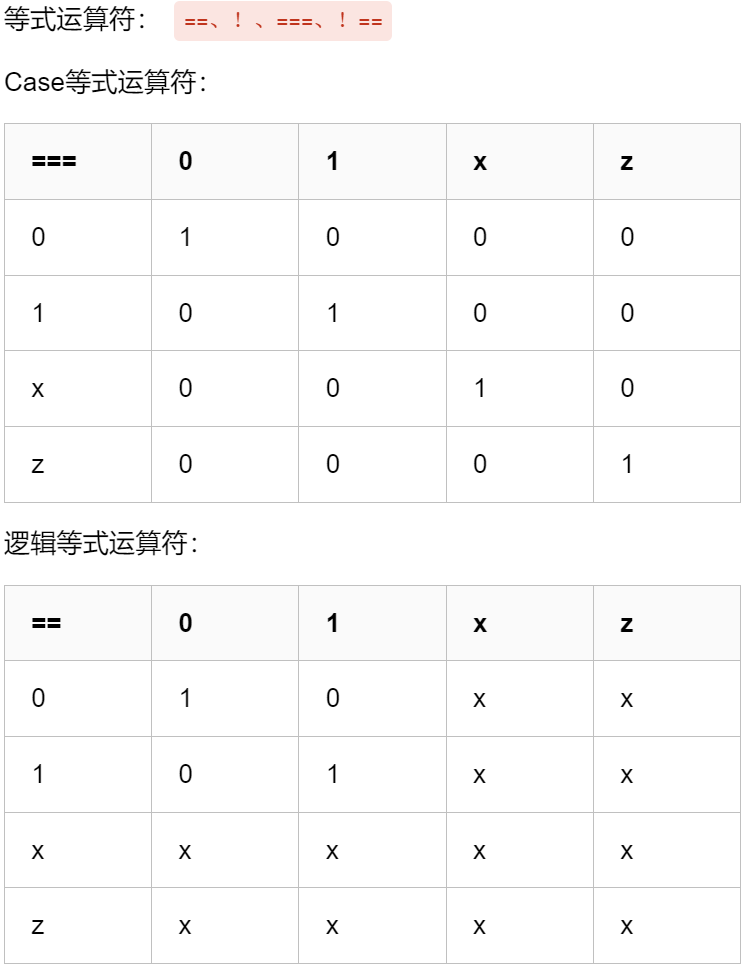 等式运算符： ==、！、===、！==
Case等式运算符：
=== 0 1 x z
0 1 0 0 0
1 0 1 0 0
x 0 0 1 0
z 0 0 0 1
逻辑等式运算符：
== 0 1 x z
0 1 0 x x
1 0 1 x x
x x x x x
z x x x x